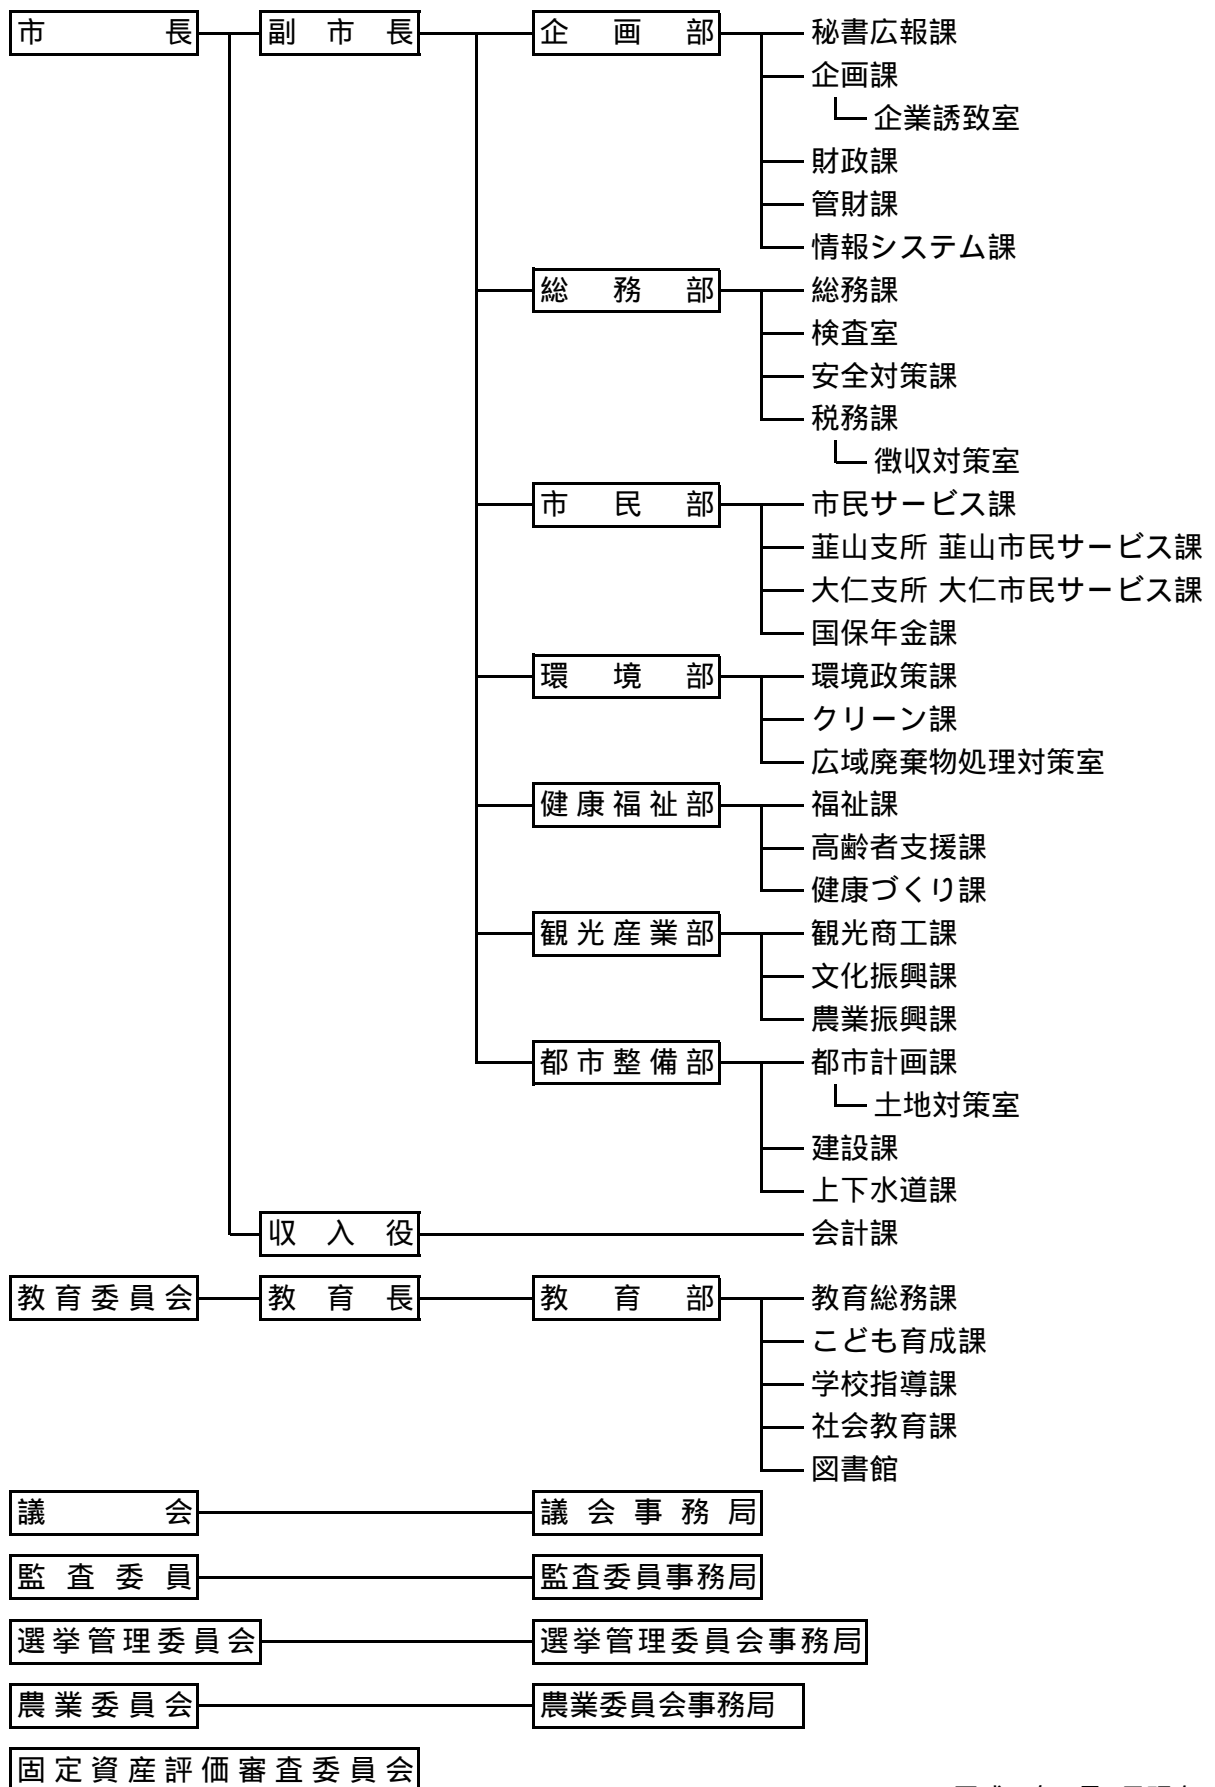 市長 副市長 企画部 秘書広報課
企画課
企業誘致室
財政課
管財課
情報システム課
総務部 総務課
検査室
安全対策課
税務課
徴収対策室
市民部 市民サービス課
韮山支所 韮山市民サービス課
大仁支所 大仁市民サービス課
国保年金課
環境部 環境政策課
クリーン課
広域廃棄物処理対策室
健康福祉部 福祉課
高齢者支援課
健康づくり課
観光産業部 観光商工課
文化振興課
農業振興課
都市整備部 都市計画課
土地対策室
建設課
上下水道課
収入役 会計課
教育委員会 教育長 教育部 教育総務課
こども育成課
学校指導課
社会教育課
図書館
議会 議会事務局
監査委員 監査委員事務局
選挙管理委員会 選挙管理委員会事務局
農業委員会 農業委員会事務局
固定資産評価審査委員会